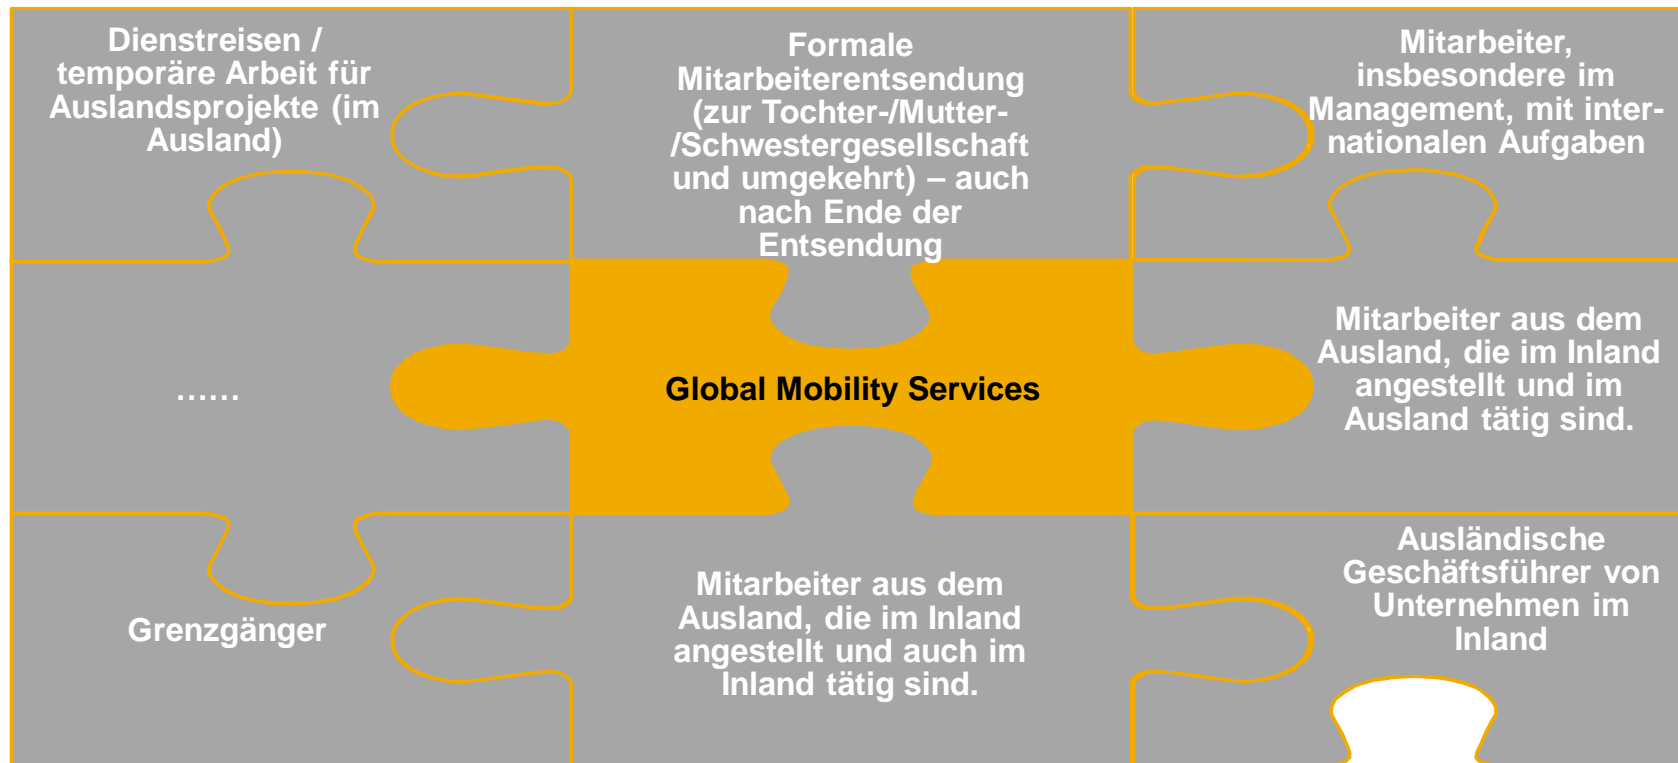 Dienstreisen /
temporäre Arbeit für
Auslandsprojekte (im
Ausland)
Formale
Mitarbeiterentsendung
(zur Tochter-/Mutter-
/Schwestergesellschaft
und umgekehrt) – auch
nach Ende der
Entsendung
Mitarbeiter,
insbesondere im
Management, mit inter-
nationalen Aufgaben
……
Global Mobility Services
Mitarbeiter aus dem
Ausland, die im Inland
angestellt und im
Ausland tätig sind.
Grenzgänger
Mitarbeiter aus dem
Ausland, die im Inland
angestellt und auch im
Inland tätig sind.
Ausländische
Geschäftsführer von
Unternehmen im
Inland